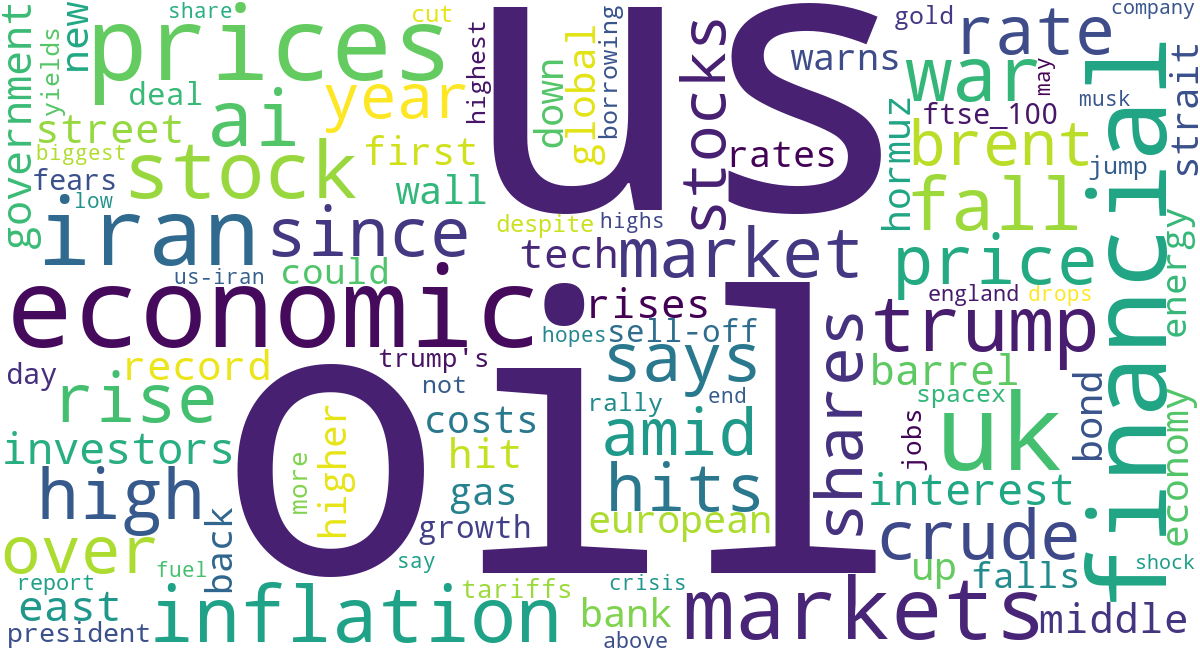 share
cut
company
government
new
prices
us
highest
global
borrowing
gold
rate
yields
deal
year
down
stocks
warns
war
may
financial
strait
musk
street
ai
ftse_100
biggest
stock
first
rates
hormuz
brent
jump
fears
wall
low
iran
since
despite
highs
fall
energy
us-iran
could
tech
market
price
economic
rises
england
drops
hopes
sell-off
trump
day
record
trump's
says
shares
barrel
rise
not
rally
end
spacex
uk
bond
economy
costs
investors
higher
hit
amid
jobs
more
oil
high
gas
hits
interest
over
back
growth
european
crude
say
up
falls
shock
fuel
report
tariffs
crisis
east
inflation
bank
markets
middle
president
above